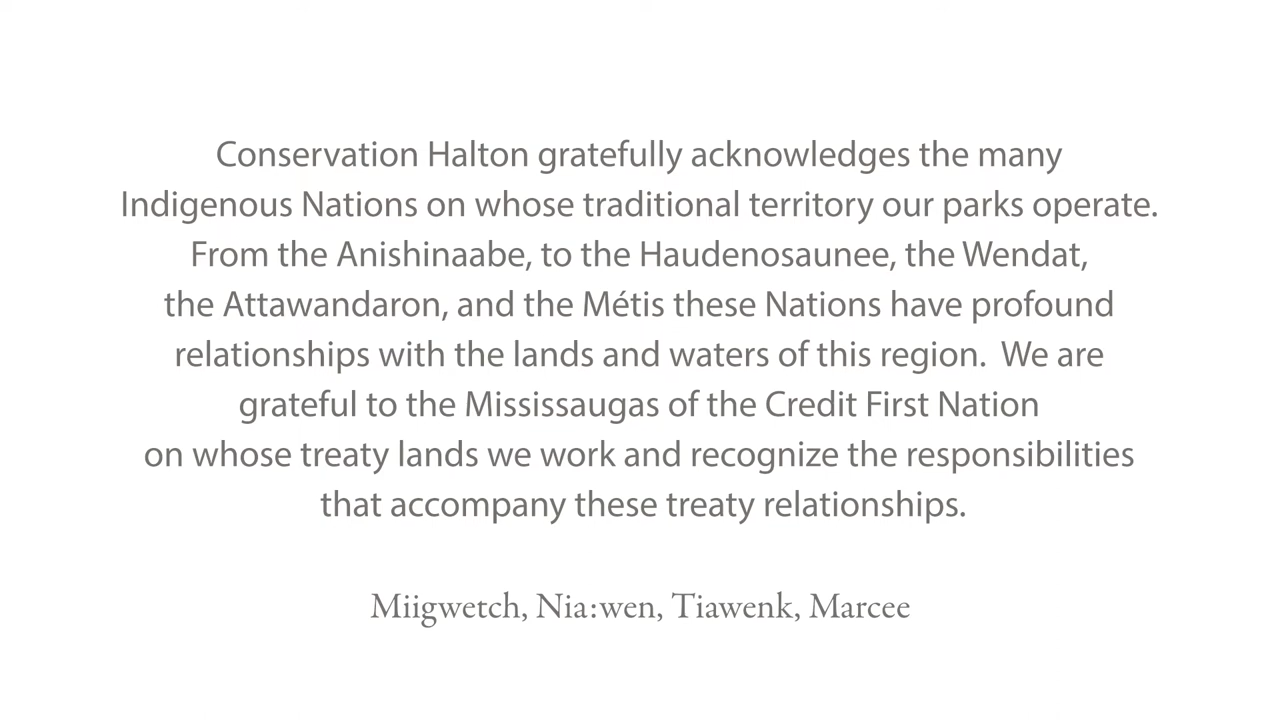 Conservation Halton gratefully acknowledges the many
Indigenous Nations on whose traditional territory our parks operate.
From the Anishinaabe, to the Haudenosaunee, the Wendat,
the Attawandaron, and the Métis these Nations have profound
relationships with the lands and waters of this region.  We are
grateful to the Mississaugas of the Credit First Nation
on whose treaty lands we work and recognize the responsibilities
that accompany these treaty relationships.
Miigwetch, Nia:wen, Tiawenk, Marcee